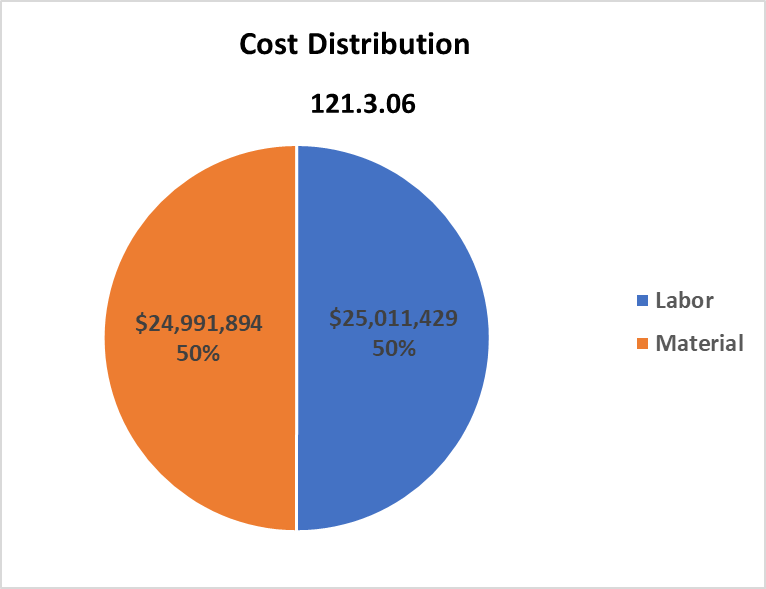 Cost Distribution
121.3.06
$24,991,894
50%
$25,011,429
50%
Labor
Material